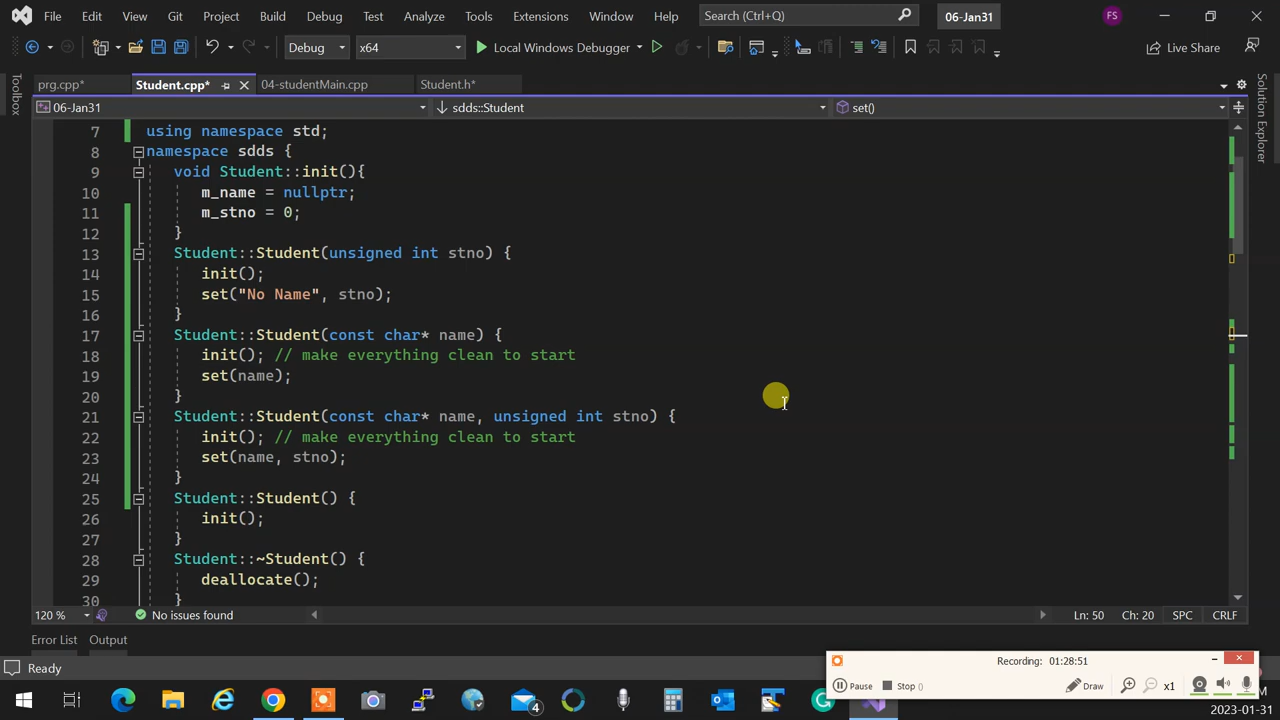 File Edit View Git Project Build Debug Test Analyze Tools Extensions Window Help Search (Ctrl+Q) 06-Jan31 FS
Debug x64 Local Windows Debugger Live Share
prg.cpp* Student.cpp* 04-studentMain.cpp Student.h*
Toolbox
Solution Explorer
06-Jan31 sdds::Student set()
7 using namespace std;
8 namespace sdds {
9 void Student::init(){
10 m_name = nullptr;
11 m_stno = 0;
12 }
13 Student::Student(unsigned int stno) {
14 init();
15 set("No Name", stno);
16 }
17 Student::Student(const char* name) {
18 init(); // make everything clean to start
19 set(name);
20 }
21 Student::Student(const char* name, unsigned int stno) {
22 init(); // make everything clean to start
23 set(name, stno);
24 }
25 Student::Student() {
26 init();
27 }
28 Student::~Student() {
29 deallocate();
30 }
120 % No issues found Ln: 50 Ch: 20 SPC CRLF
Error List Output
Ready
Recording: 01:28:51
Pause Stop () Draw x1
4
2023-01-31